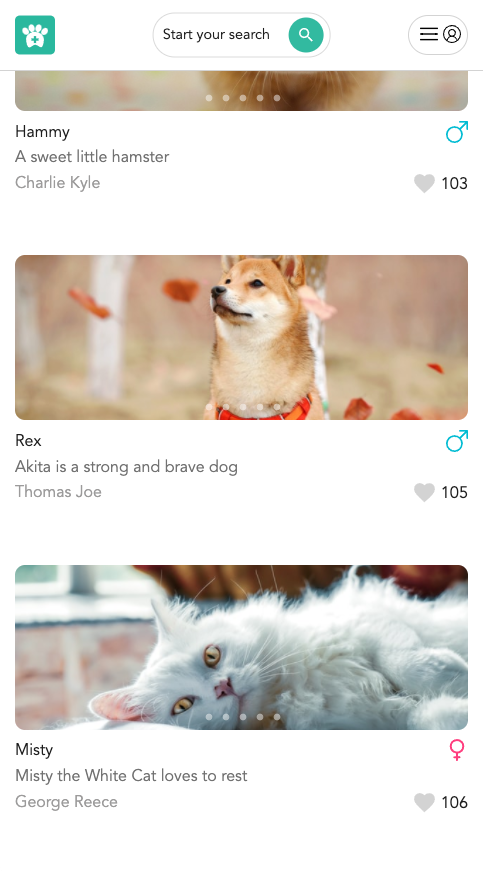 Start your search
Hammy
A sweet little hamster
Charlie Kyle
103
Rex
Akita is a strong and brave dog
Thomas Joe
105
Misty
Misty the White Cat loves to rest
George Reece
106